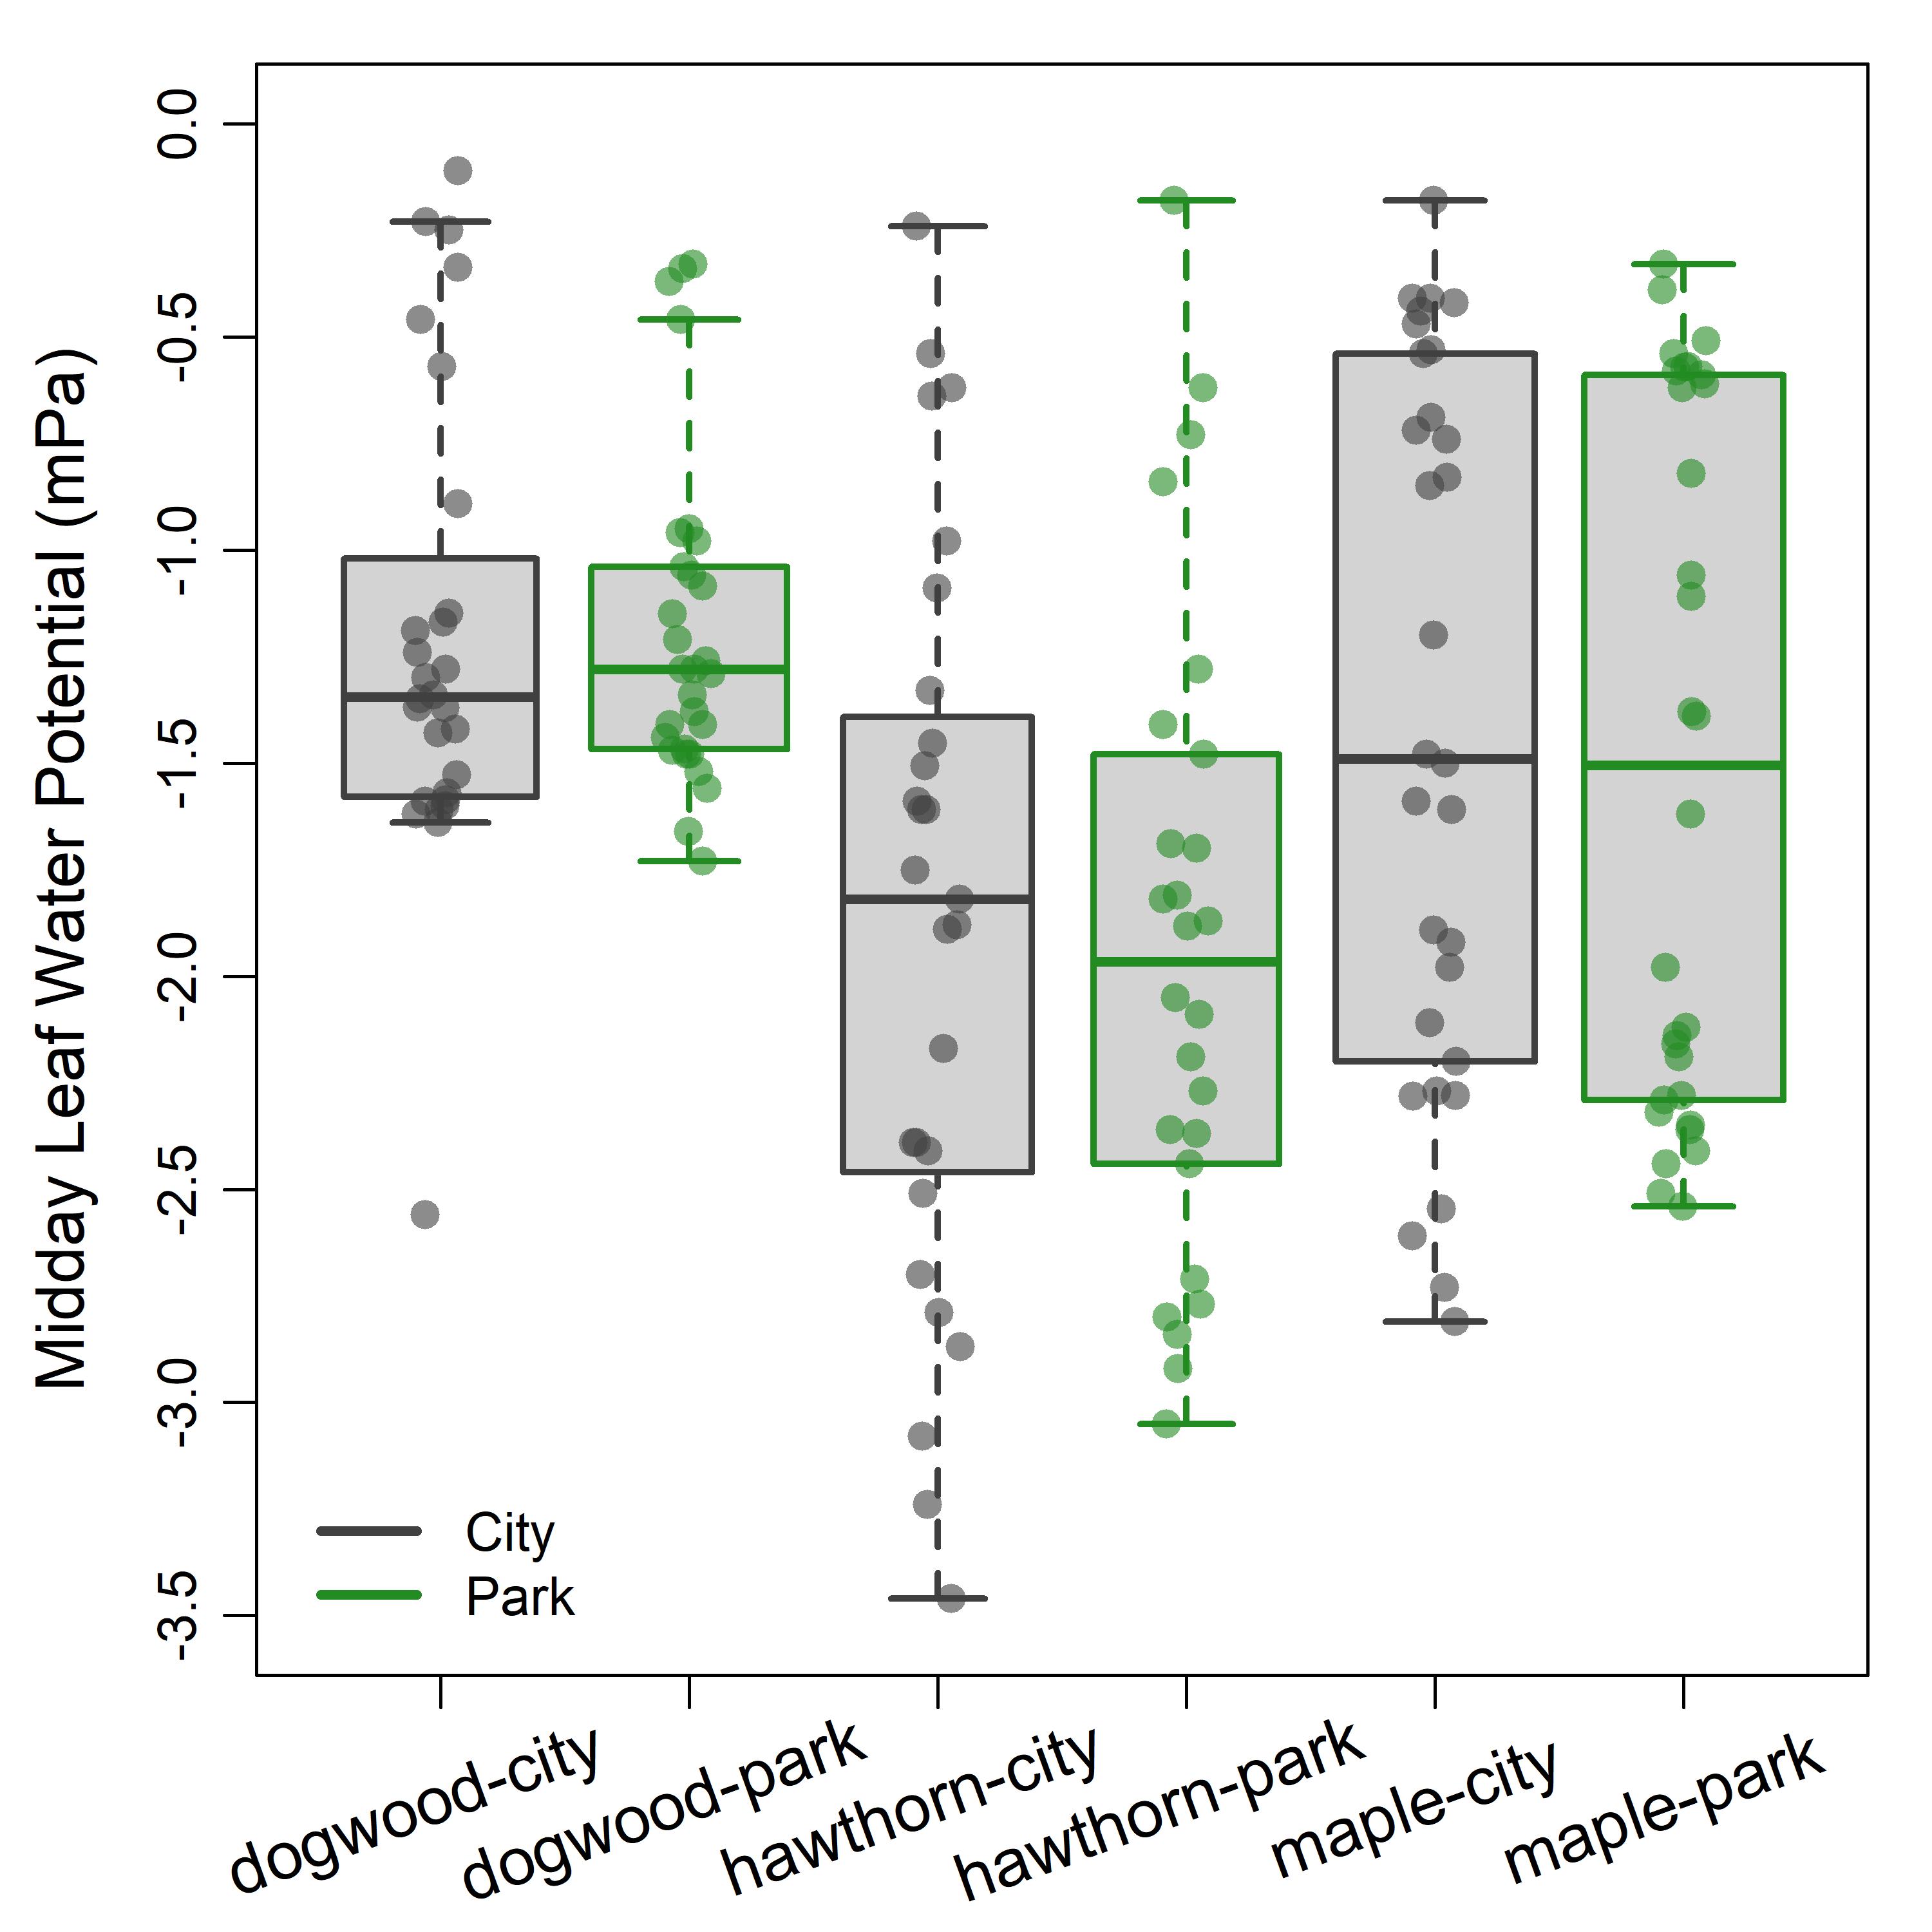 Midday Leaf Water Potential (mPa)
0.0
-0.5
-1.0
-1.5
-2.0
-2.5
-3.0
-3.5
City
Park
dogwood-city
dogwood-park
hawthorn-city
hawthorn-park
maple-city
maple-park